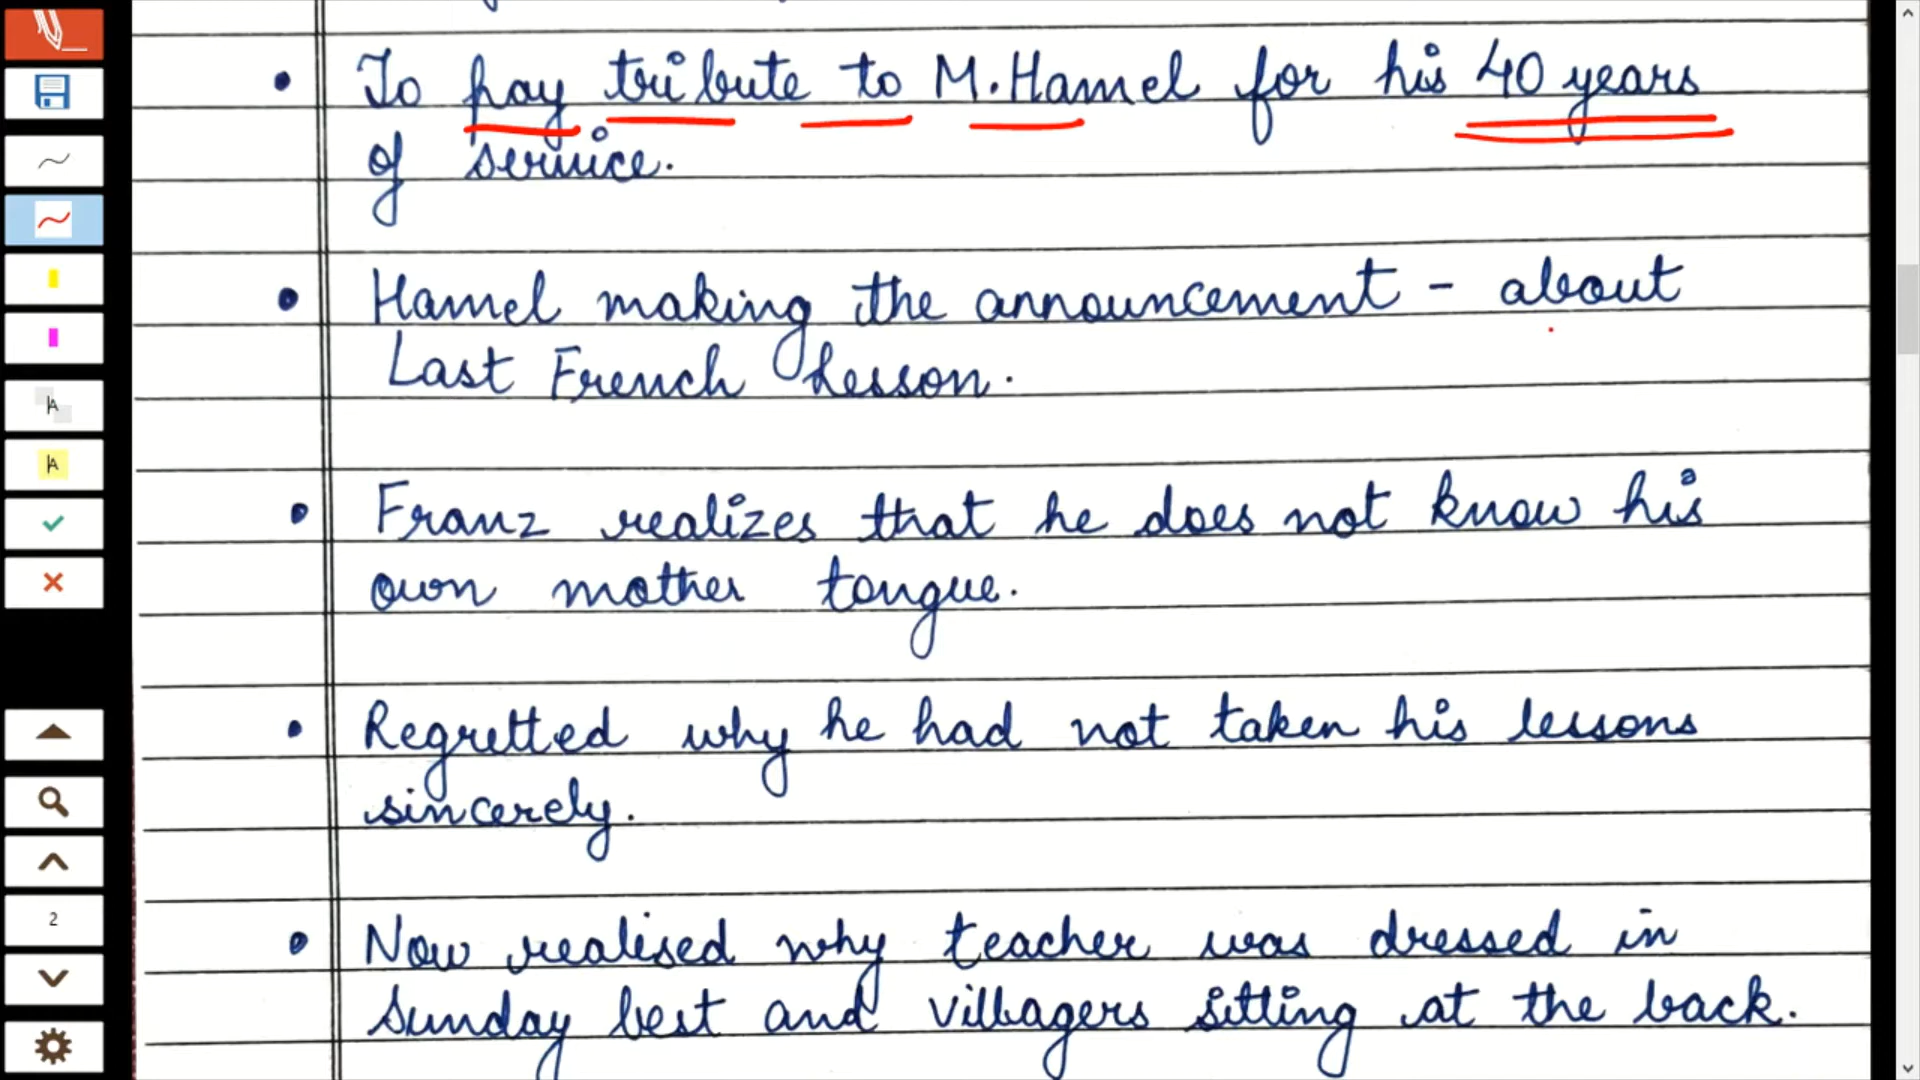 • To pay tribute to M. Hamel for his 40 years
of service.
• Hamel making the announcement - about
Last French Lesson.
• Franz realizes that he does not know his
own mother tongue.
• Regretted why he had not taken his lessons
sincerely.
• Now realised why teacher was dressed in
Sunday best and villagers sitting at the back.
A
A
2